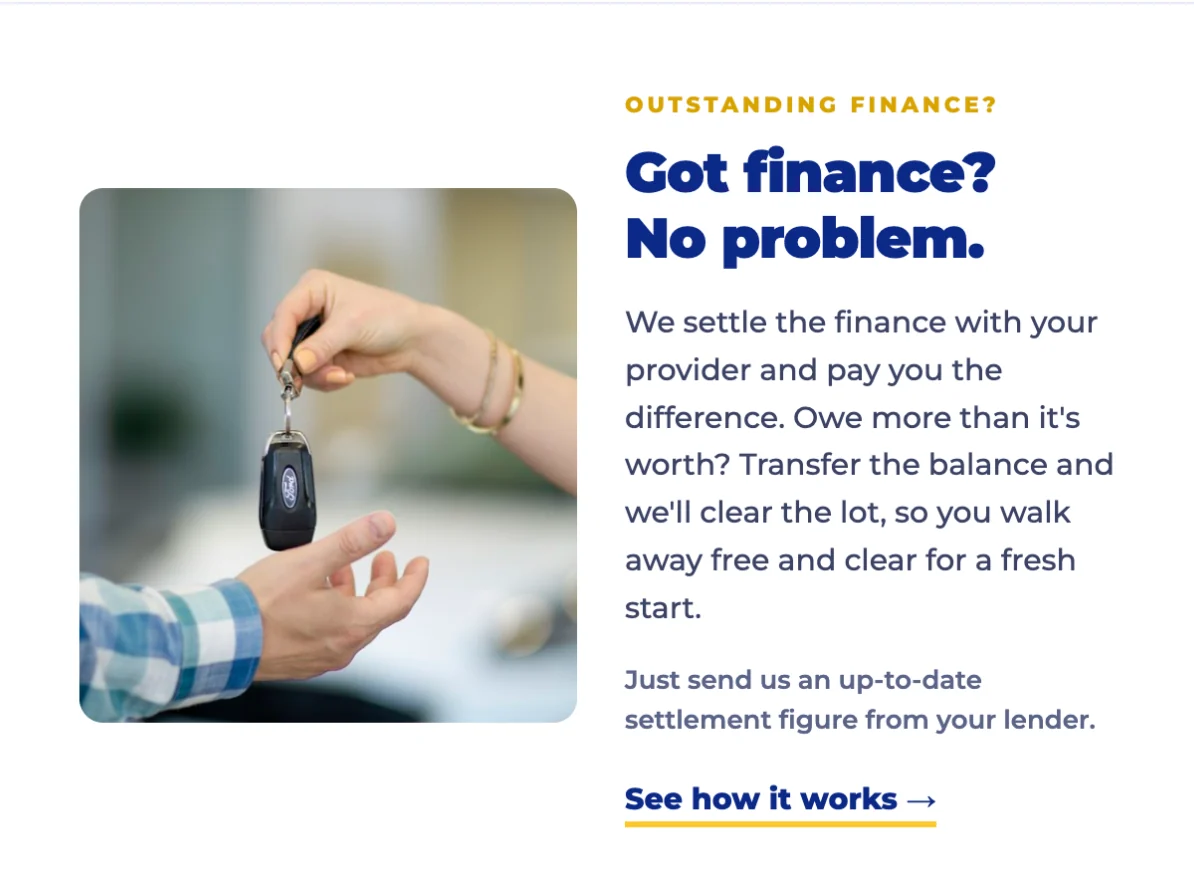 OUTSTANDING FINANCE?
Got finance?
No problem.
We settle the finance with your
provider and pay you the
difference. Owe more than it's
worth? Transfer the balance and
we'll clear the lot, so you walk
away free and clear for a fresh
start.
Just send us an up-to-date
settlement figure from your lender.
See how it works →
Ford